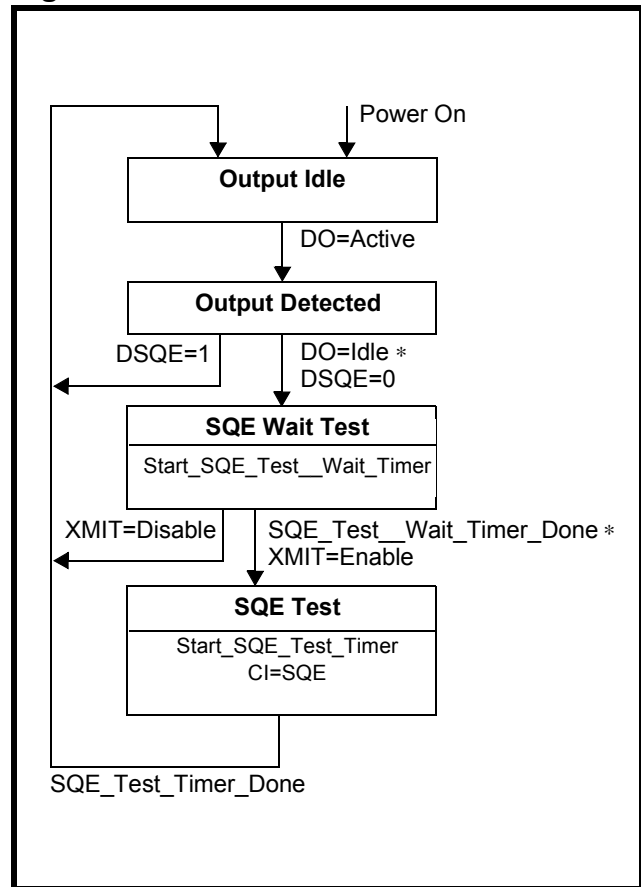 Power On
Output Idle
DO=Active
Output Detected
DSQE=1
DO=Idle *
DSQE=0
SQE Wait Test
Start_SQE_Test__Wait_Timer
XMIT=Disable
SQE_Test__Wait_Timer_Done *
XMIT=Enable
SQE Test
Start_SQE_Test_Timer
CI=SQE
SQE_Test_Timer_Done